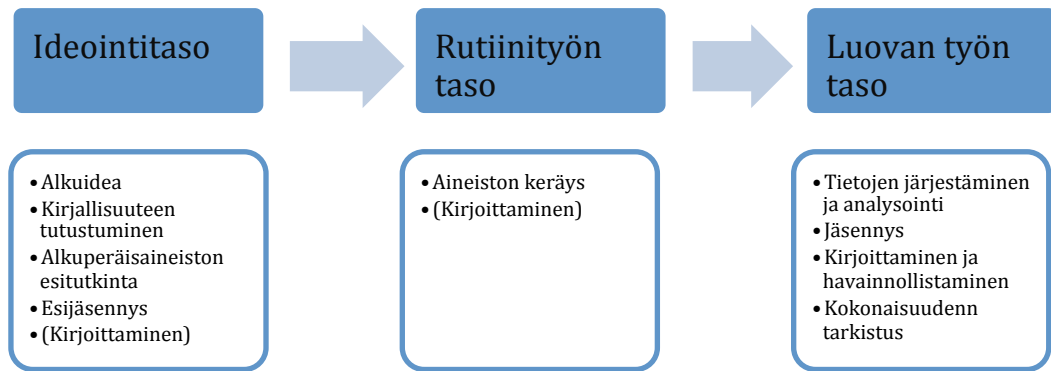 Ideointitaso
• Alkuidea
• Kirjallisuuteen
tutustuminen
• Alkuperäisaineiston
esitutkinta
• Esijäsennys
• (Kirjoittaminen)
Rutiinityön
taso
• Aineiston keräys
• (Kirjoittaminen)
Luovan työn
taso
• Tietojen järjestäminen
ja analysointi
• Jäsennys
• Kirjoittaminen ja
havainnollistaminen
• Kokonaisuudenn
tarkistus